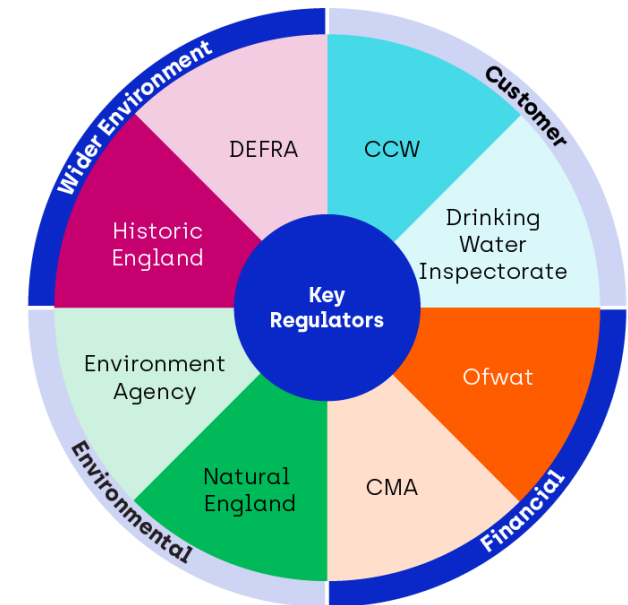 Wider Environment
Customer
DEFRA
CCW
Historic
England
Drinking
Water
Inspectorate
Key
Regulators
Environment
Agency
Ofwat
Natural
England
CMA
Environmental
Financial